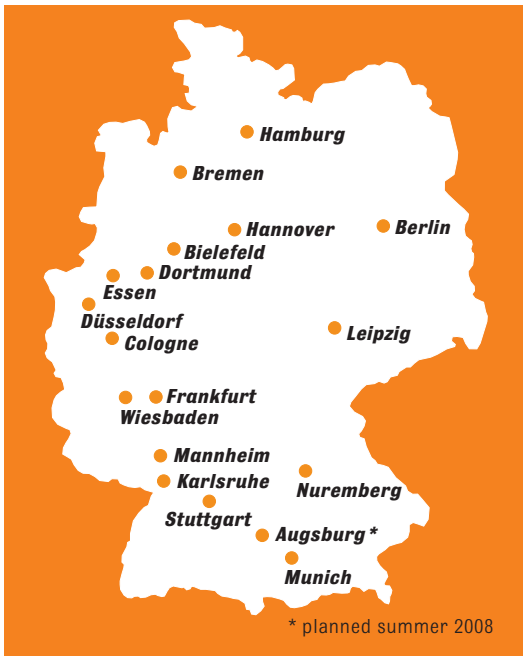 Hamburg
Bremen
Hannover
Berlin
Bielefeld
Dortmund
Essen
Düsseldorf
Leipzig
Cologne
Frankfurt
Wiesbaden
Mannheim
Karlsruhe
Nuremberg
Stuttgart
Augsburg *
Munich
* planned summer 2008